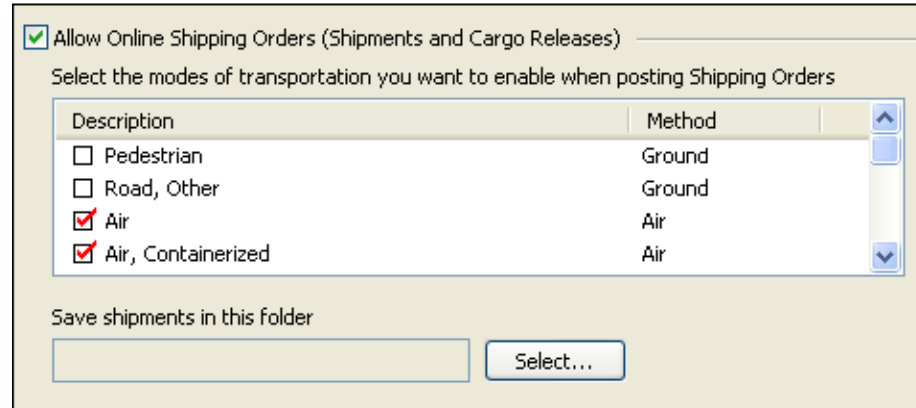 Allow Online Shipping Orders (Shipments and Cargo Releases)
Select the modes of transportation you want to enable when posting Shipping Orders
Description Method
Pedestrian Ground
Road, Other Ground
Air Air
Air, Containerized Air
Save shipments in this folder
Select...